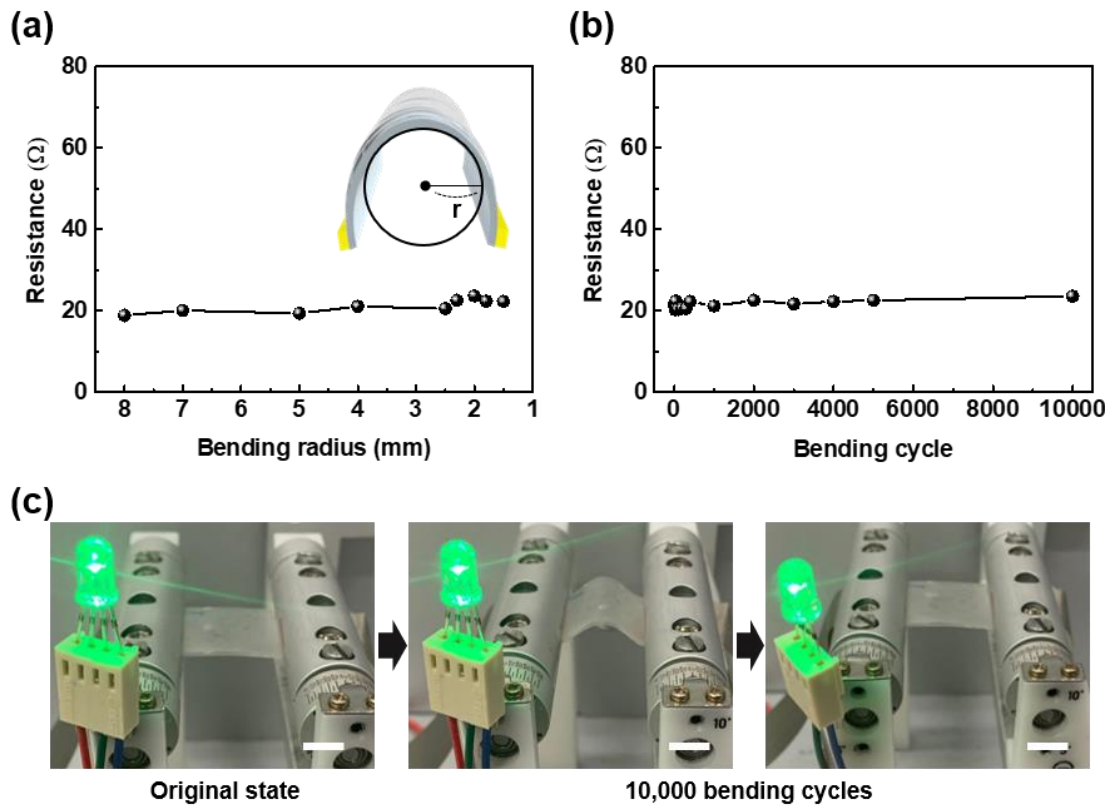 (a)
80
60
40
20
0
Resistance (Ω)
r
8 7 6 5 4 3 2 1
Bending radius (mm)
(b)
80
60
40
20
0
Resistance (Ω)
0 2000 4000 6000 8000 10000
Bending cycle
(c)
10°
10°
Original state
10,000 bending cycles